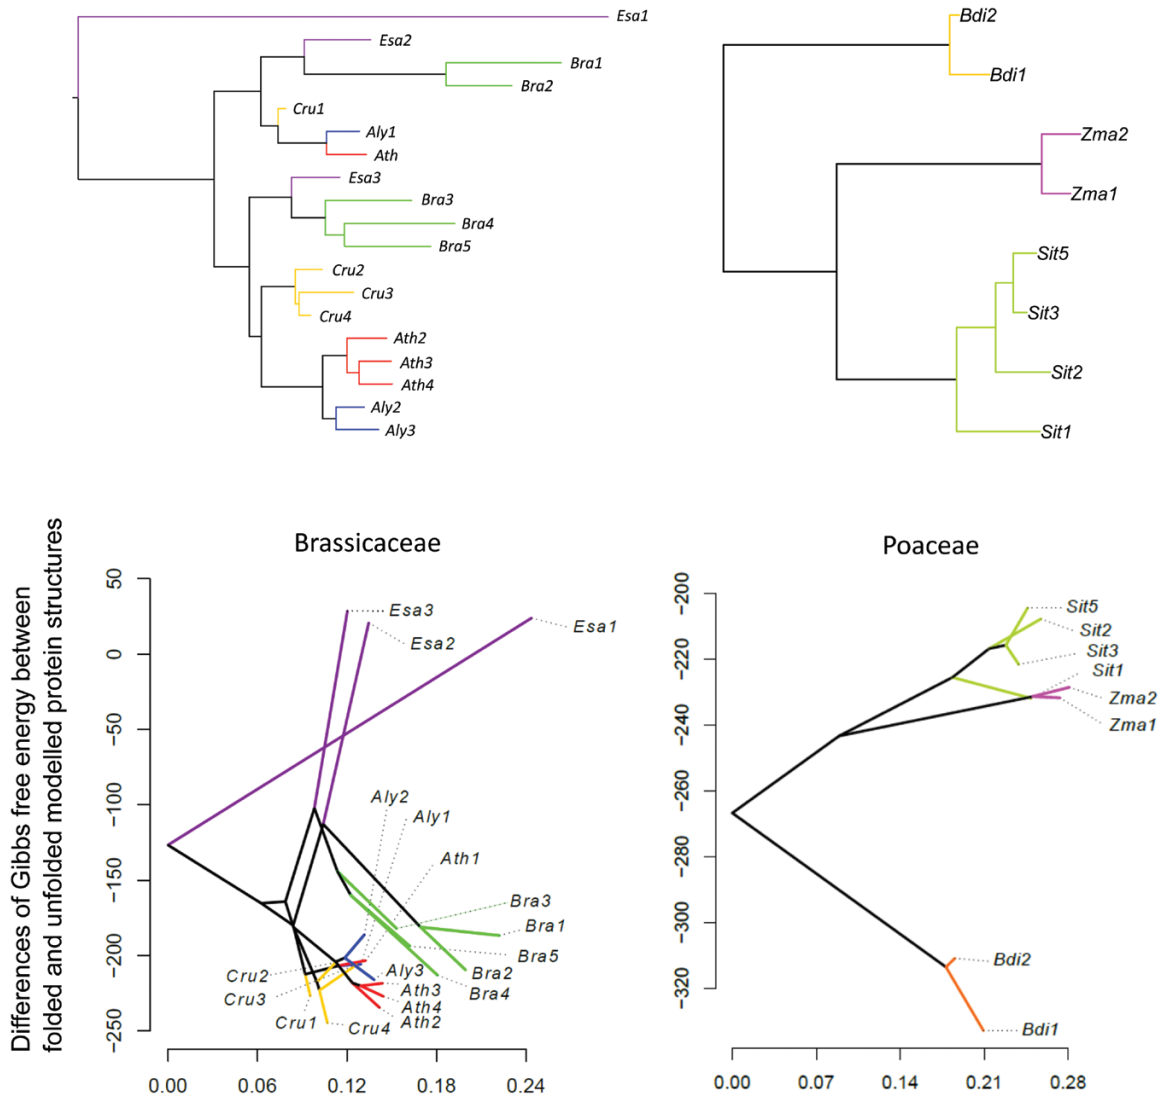 Esa1
Esa2
Bra1
Bra2
Cru1
Aly1
Ath
Esa3
Bra3
Bra4
Bra5
Cru2
Cru3
Cru4
Ath2
Ath3
Ath4
Aly2
Aly3
Bdi2
Bdi1
Zma2
Zma1
Sit5
Sit3
Sit2
Sit1
Differences of Gibbs free energy between
folded and unfolded modelled protein structures
Brassicaceae
50
0
−50
−100
−150
−200
−250
Esa3
Esa2
Esa1
Aly2
Aly1
Ath1
Bra3
Bra1
Bra5
Bra2
Bra4
Cru2
Cru3
Cru1
Cru4
Aly3
Ath3
Ath4
Ath2
0.00 0.06 0.12 0.18 0.24
Poaceae
−200
−220
−240
−260
−280
−300
−320
Sit5
Sit2
Sit3
Sit1
Zma2
Zma1
Bdi2
Bdi1
0.00 0.07 0.14 0.21 0.28